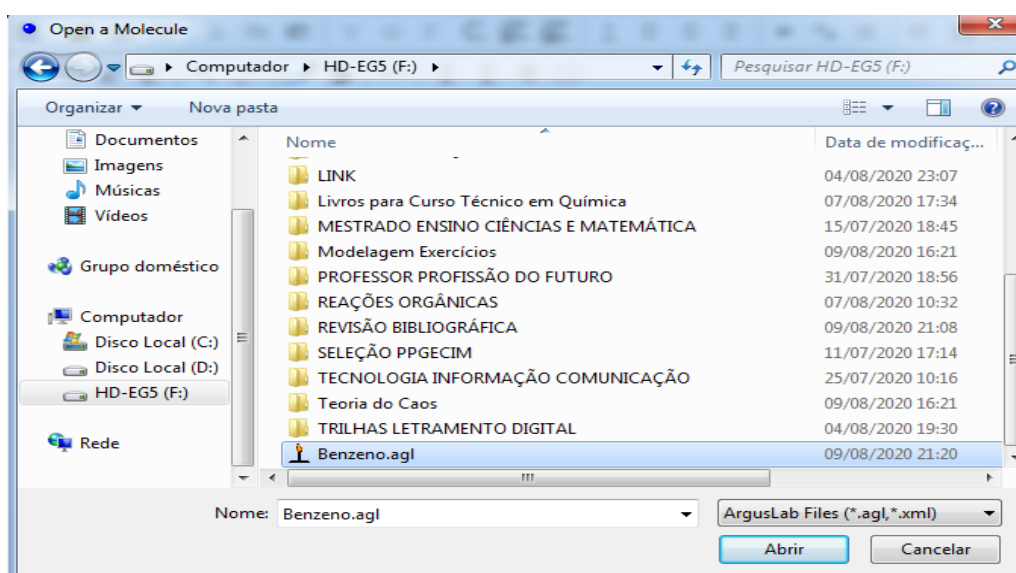 Open a Molecule
Computador HD-EG5 (F:) Pesquisar HD-EG5 (F:)
Organizar Nova pasta
Nome Data de modificaç...
Documentos
Imagens
Músicas
Vídeos
Grupo doméstico
Computador
Disco Local (C:)
Disco Local (D:)
HD-EG5 (F:)
Rede
LINK 04/08/2020 23:07
Livros para Curso Técnico em Química 07/08/2020 17:34
MESTRADO ENSINO CIÊNCIAS E MATEMÁTICA 15/07/2020 18:45
Modelagem Exercícios 09/08/2020 16:21
PROFESSOR PROFISSÃO DO FUTURO 31/07/2020 18:56
REAÇÕES ORGÂNICAS 07/08/2020 10:32
REVISÃO BIBLIOGRÁFICA 09/08/2020 21:08
SELEÇÃO PPGECIM 11/07/2020 17:14
TECNOLOGIA INFORMAÇÃO COMUNICAÇÃO 25/07/2020 10:16
Teoria do Caos 09/08/2020 16:21
TRILHAS LETRAMENTO DIGITAL 04/08/2020 19:30
Benzeno.agl 09/08/2020 21:20
Nome: Benzeno.agl ArgusLab Files (*.agl,*.xml)
Abrir Cancelar